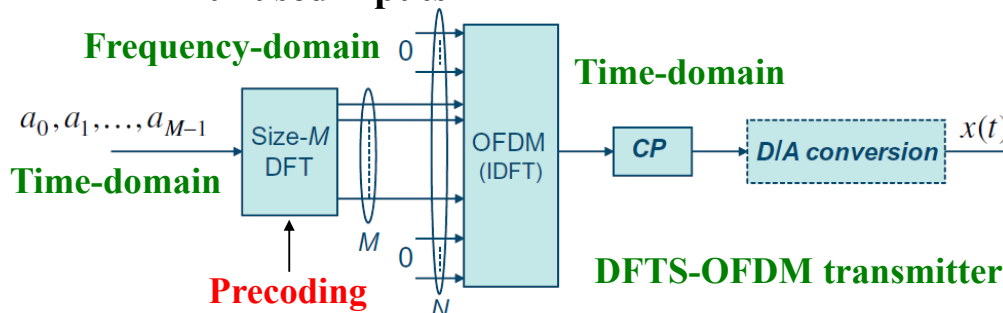 Frequency-domain
0
Time-domain
a₀, a₁, …, a_{M−1}
Size-M
DFT
OFDM
(IDFT)
CP
D/A conversion
x(t)
Time-domain
M
0
Precoding
N
DFTS-OFDM transmitter